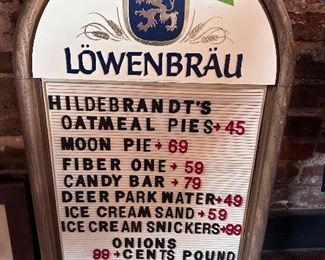 LÖWENBRÄU
HILDEBRANDT'S
OATMEAL PIES→45
MOON PIE→69
FIBER ONE→59
CANDY BAR→79
DEER PARK WATER→49
ICE CREAM SAND→59
ICE CREAM SNICKERS→99
ONIONS
99→CENTS POUND